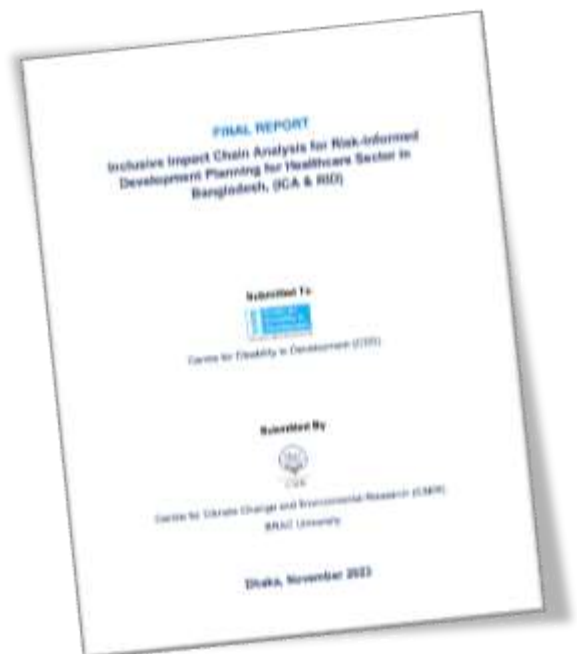 FINAL REPORT
Inclusive Impact Chain Analysis for Risk-Informed
Development Planning for Healthcare Sector in
Bangladesh, (ICA & RID)
Submitted To
Centre for Disability in Development (CDD)
Submitted By
Centre for Climate Change and Environmental Research (C3ER)
BRAC University
Dhaka, November 2023